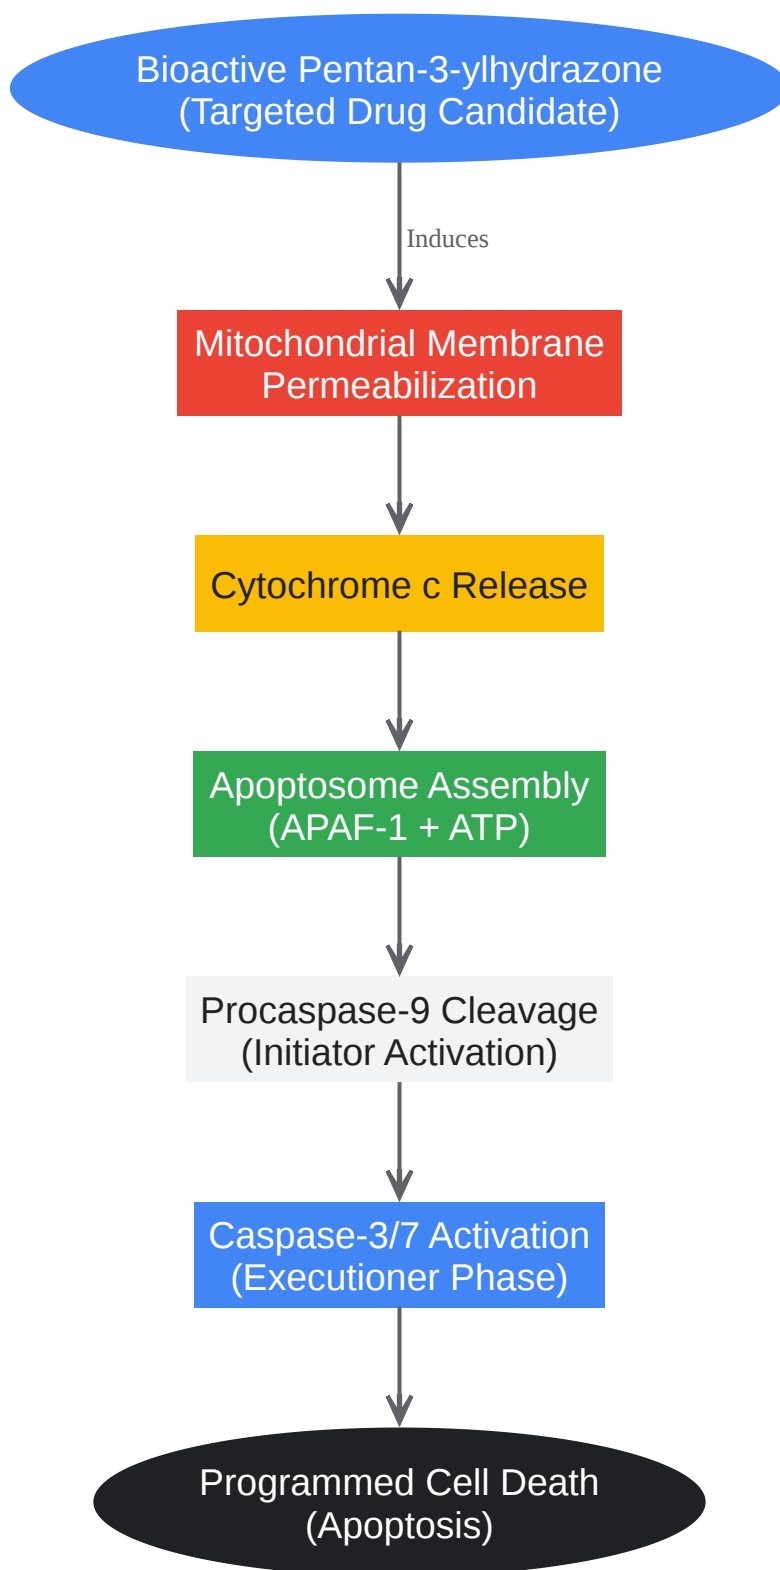 Bioactive Pentan-3-ylhydrazone
(Targeted Drug Candidate)
Induces
Mitochondrial Membrane
Permeabilization
Cytochrome c Release
Apoptosome Assembly
(APAF-1 + ATP)
Procaspase-9 Cleavage
(Initiator Activation)
Caspase-3/7 Activation
(Executioner Phase)
Programmed Cell Death
(Apoptosis)